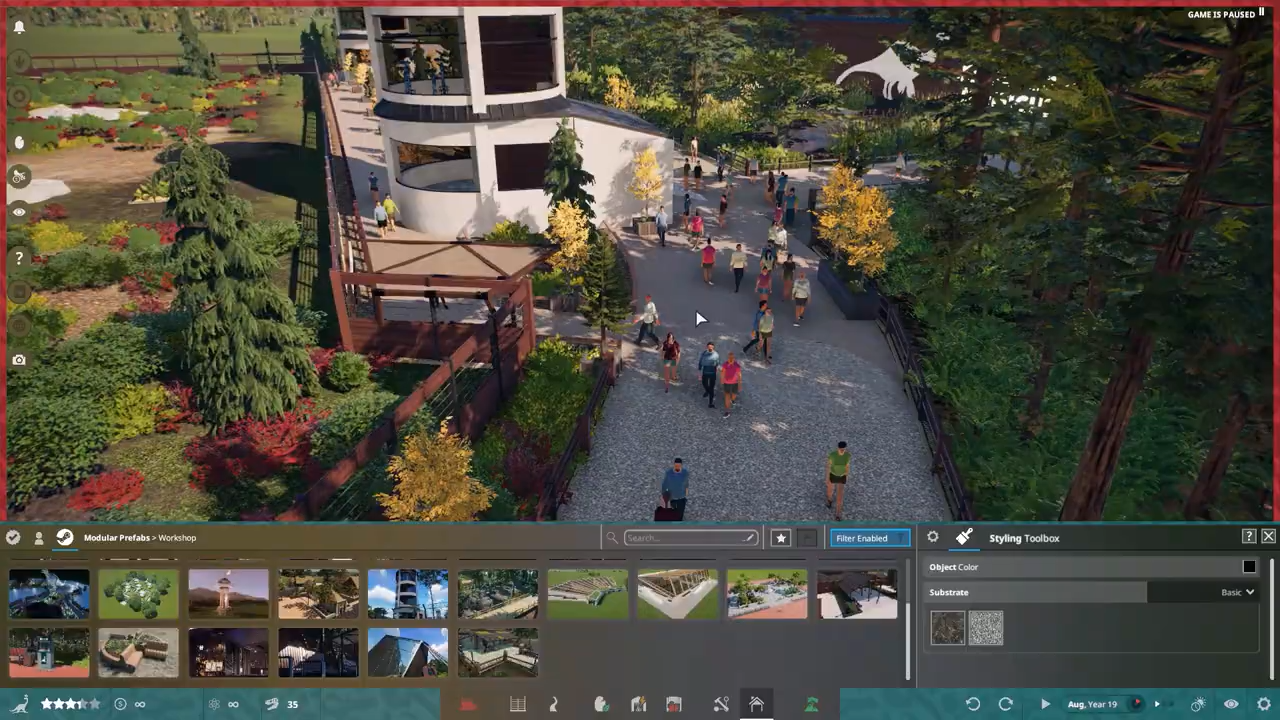 GAME IS PAUSED
?
Modular Prefabs > Workshop
Search...
Filter Enabled
Styling Toolbox
?
Object Color
Substrate
Basic
∞
∞
35
Aug, Year 19